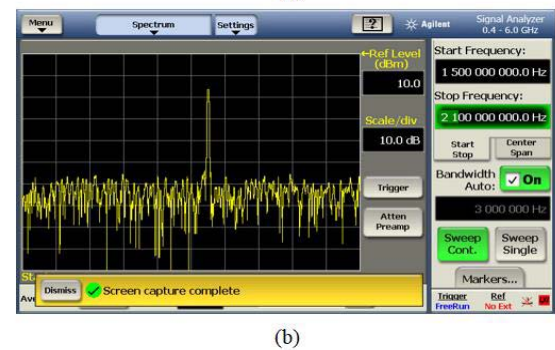 Menu
Spectrum
Settings
?
Agilent
Signal Analyzer
0.4 - 6.0 GHz
Ref Level
(dBm)
10.0
Scale/div
10.0 dB
Trigger
Atten
Preamp
Start Frequency:
1 500 000 000.0 Hz
Stop Frequency:
2 100 000 000.0 Hz
Start
Stop
Center
Span
Bandwidth
Auto:
On
3 000 000 Hz
Sweep
Cont.
Sweep
Single
Markers...
Dismiss
Screen capture complete
Trigger
FreeRun
Ref
No Ext
(b)